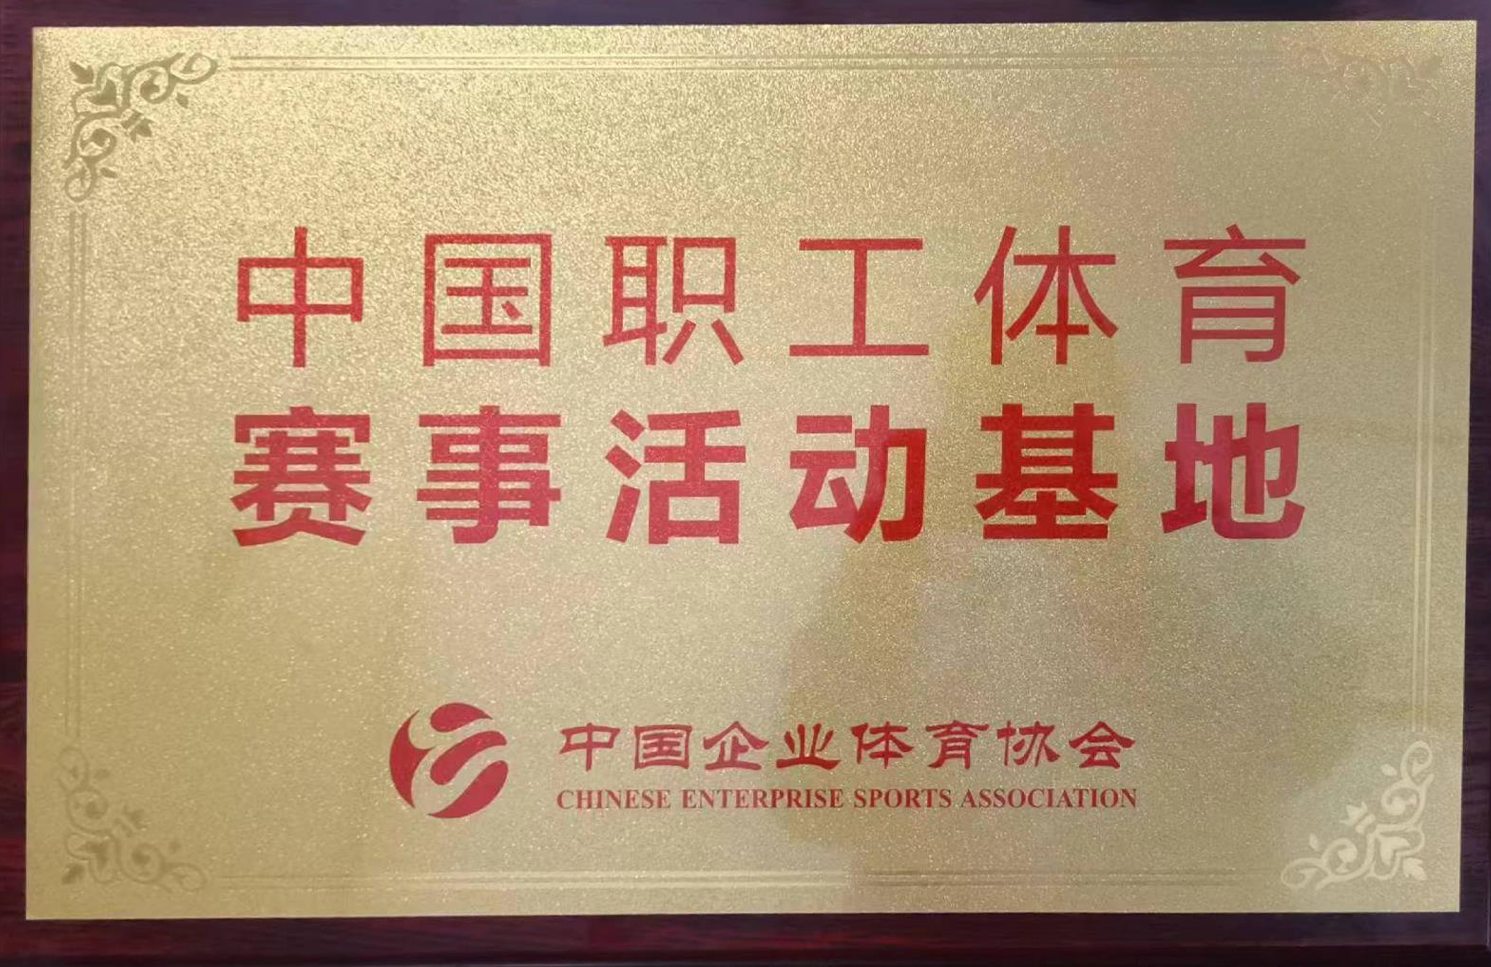 中国职工体育
赛事活动基地
中国企业体育协会
CHINESE ENTERPRISE SPORTS ASSOCIATION